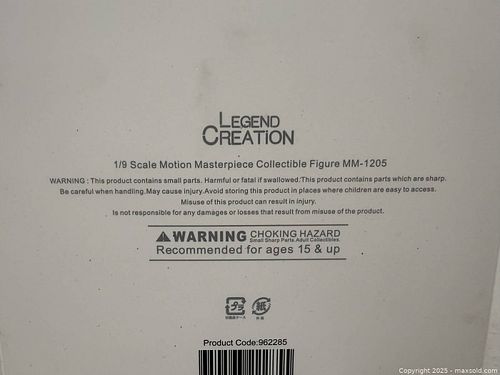 LEGEND
CREATION
1/9 Scale Motion Masterpiece Collectible Figure MM-1205
WARNING : This product contains small parts. Harmful or fatal if swallowed.This product contains parts which are sharp.
Be careful when handling.May cause injury.Avoid storing this product in places where children are easy to access.
Misuse of this product can result in injury.
Is not responsible for any damages or losses that result from misuse of the product.
WARNING CHOKING HAZARD
Small Sharp Parts.Adult Collectibles.
Recommended for ages 15 & up
プラ 紙
Product Code:962285
Copyright 2025 - maxsold.com